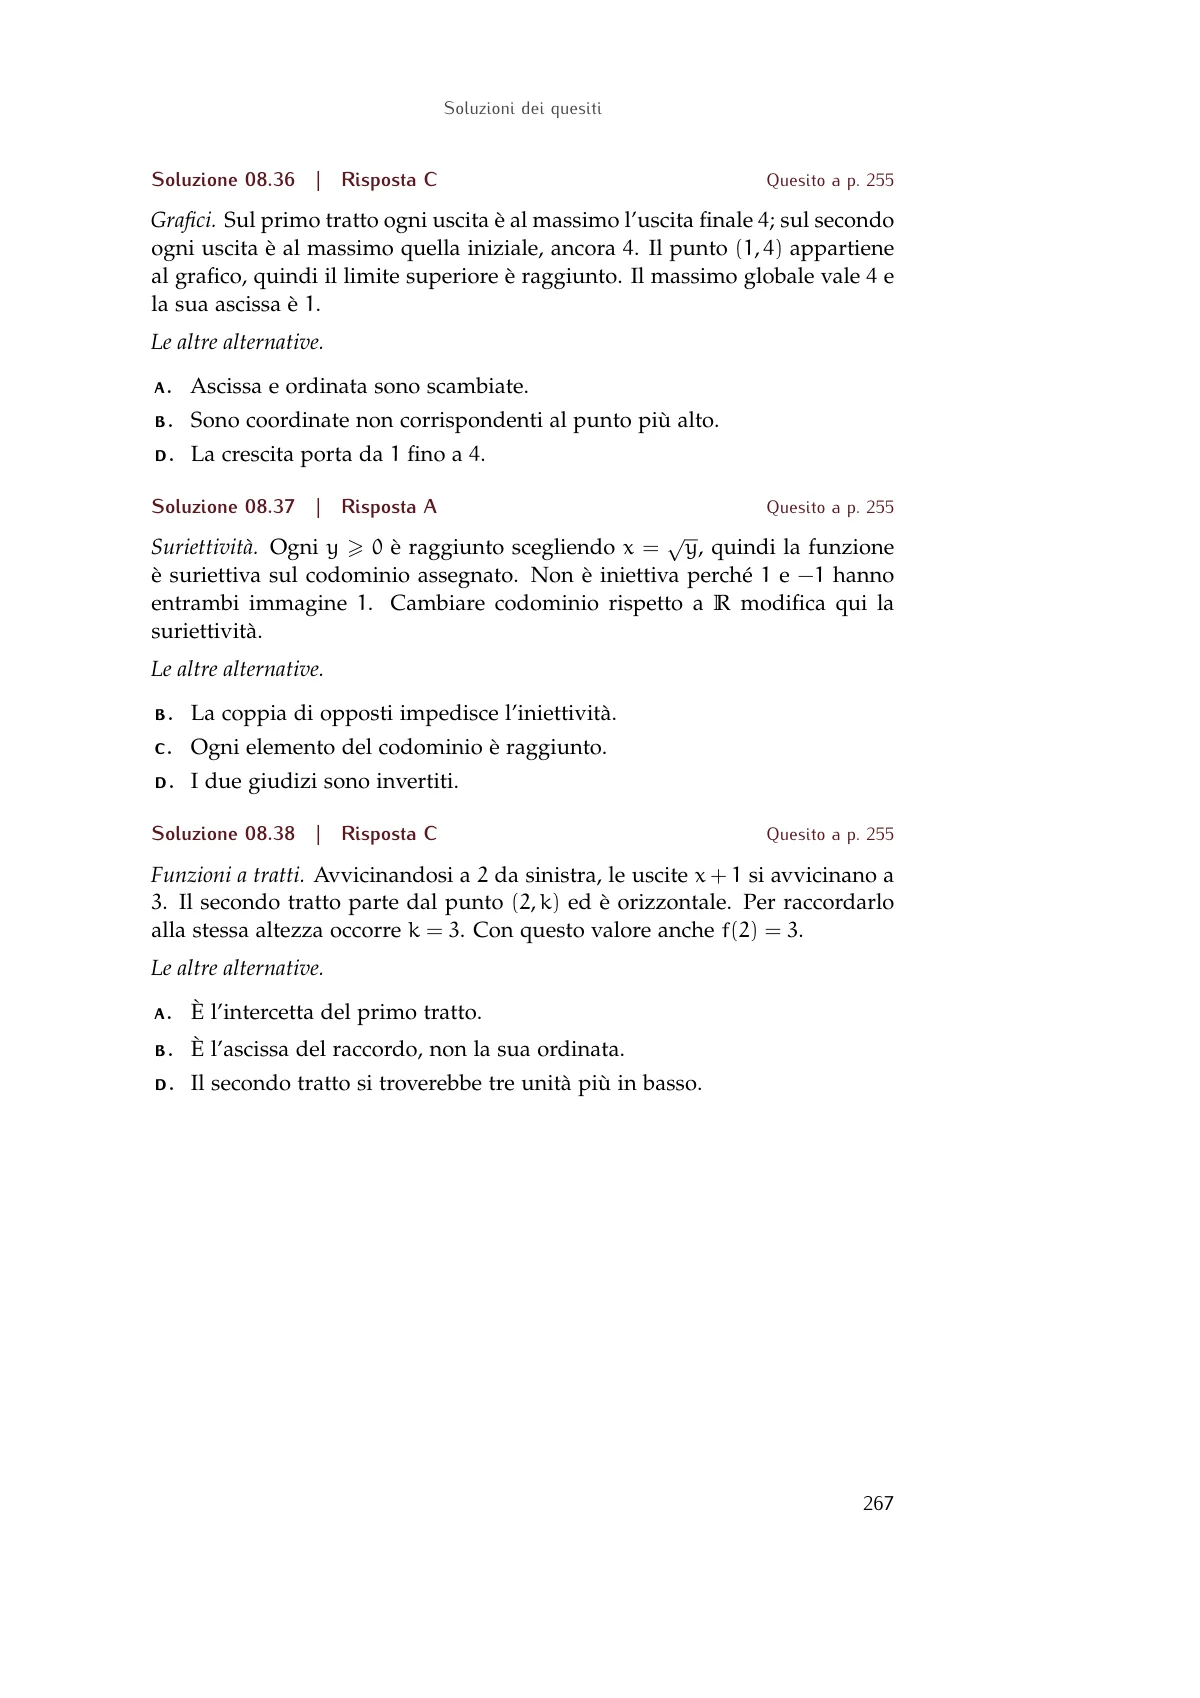 Soluzioni dei quesiti
Soluzione 08.36 | Risposta C Quesito a p. 255
Grafici. Sul primo tratto ogni uscita è al massimo l’uscita finale 4; sul secondo
ogni uscita è al massimo quella iniziale, ancora 4. Il punto (1, 4) appartiene
al grafico, quindi il limite superiore è raggiunto. Il massimo globale vale 4 e
la sua ascissa è 1.
Le altre alternative.
A. Ascissa e ordinata sono scambiate.
B. Sono coordinate non corrispondenti al punto più alto.
D. La crescita porta da 1 fino a 4.
Soluzione 08.37 | Risposta A Quesito a p. 255
Suriettività. Ogni y ⩾ 0 è raggiunto scegliendo x = √y, quindi la funzione
è suriettiva sul codominio assegnato. Non è iniettiva perché 1 e −1 hanno
entrambi immagine 1. Cambiare codominio rispetto a ℝ modifica qui la
suriettività.
Le altre alternative.
B. La coppia di opposti impedisce l’iniettività.
C. Ogni elemento del codominio è raggiunto.
D. I due giudizi sono invertiti.
Soluzione 08.38 | Risposta C Quesito a p. 255
Funzioni a tratti. Avvicinandosi a 2 da sinistra, le uscite x + 1 si avvicinano a
3. Il secondo tratto parte dal punto (2, k) ed è orizzontale. Per raccordarlo
alla stessa altezza occorre k = 3. Con questo valore anche f(2) = 3.
Le altre alternative.
A. È l’intercetta del primo tratto.
B. È l’ascissa del raccordo, non la sua ordinata.
D. Il secondo tratto si troverebbe tre unità più in basso.
267